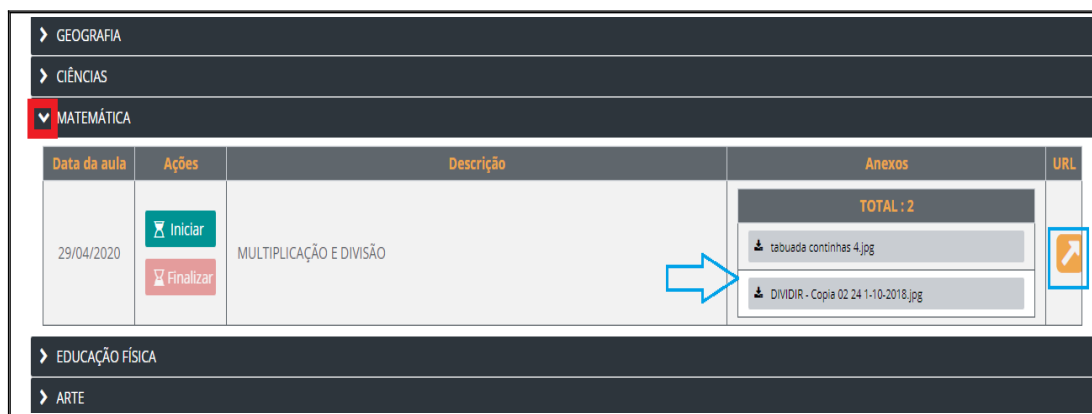 GEOGRAFIA
CIÊNCIAS
MATEMÁTICA
Data da aula Ações Descrição Anexos URL
TOTAL : 2
29/04/2020
Iniciar
Finalizar
MULTIPLICAÇÃO E DIVISÃO
tabuada continhas 4.jpg
DIVIDIR - Copia 02 24 1-10-2018.jpg
EDUCAÇÃO FÍSICA
ARTE